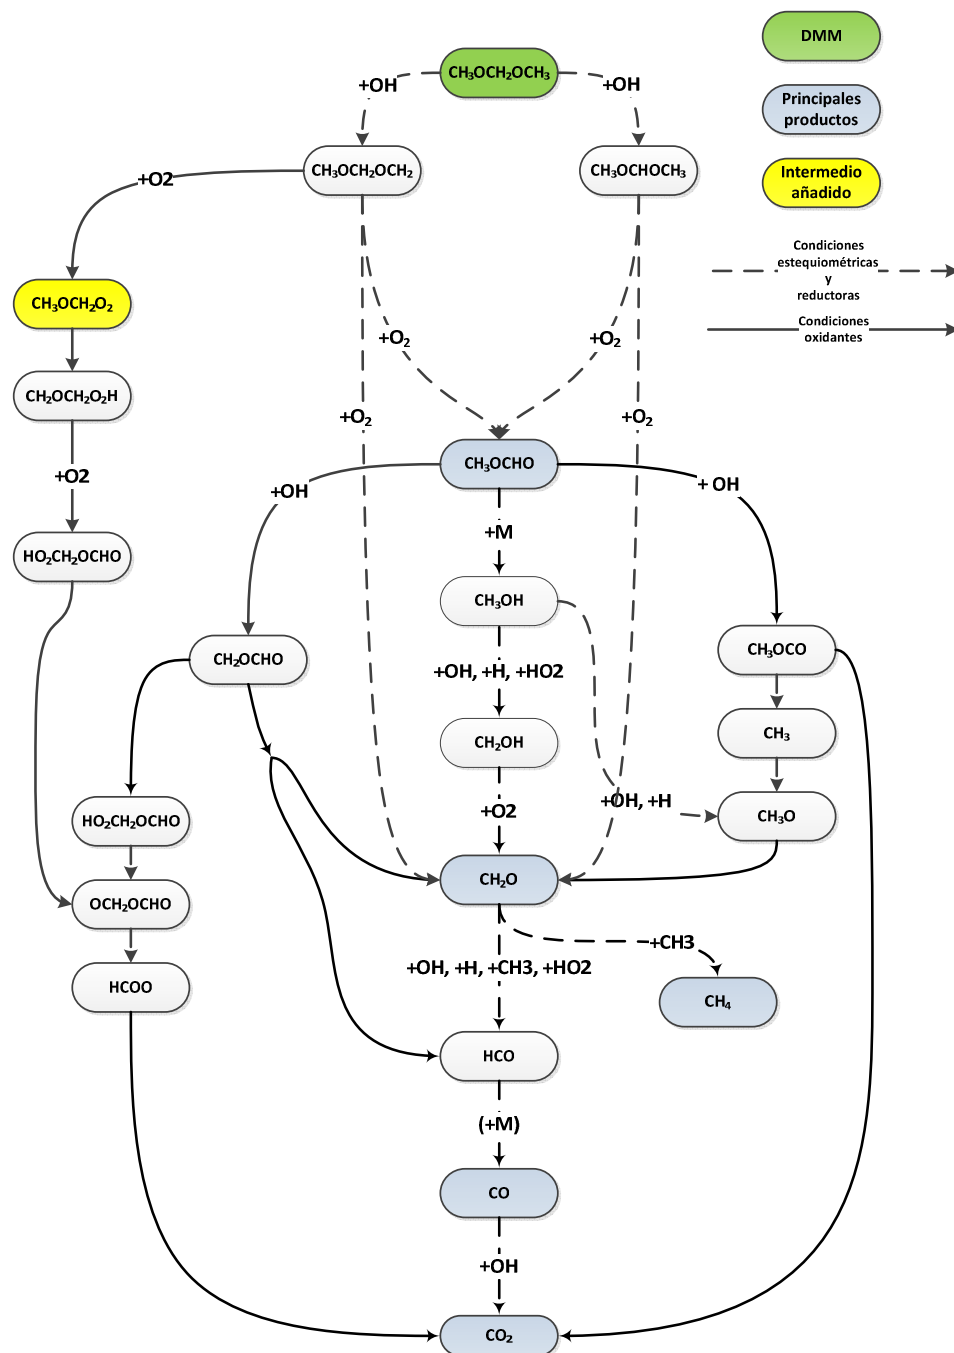 DMM
CH₃OCH₂OCH₃
+OH
+OH
Principales
productos
CH₃OCH₂OCH₂
CH₃OCHOCH₃
+O2
Intermedio
añadido
Condiciones
estequiométricas
y
reductoras
CH₃OCH₂O₂
Condiciones
oxidantes
+O₂
+O₂
CH₂OCH₂O₂H
+O₂
+O₂
CH₃OCHO
+O2
+OH
+ OH
+M
HO₂CH₂OCHO
CH₃OH
CH₂OCHO
CH₃OCO
+OH, +H, +HO2
CH₂OH
CH₃
+OH, +H
+O2
HO₂CH₂OCHO
CH₃O
CH₂O
OCH₂OCHO
+CH3
+OH, +H, +CH3, +HO2
HCOO
CH₄
HCO
(+M)
CO
+OH
CO₂